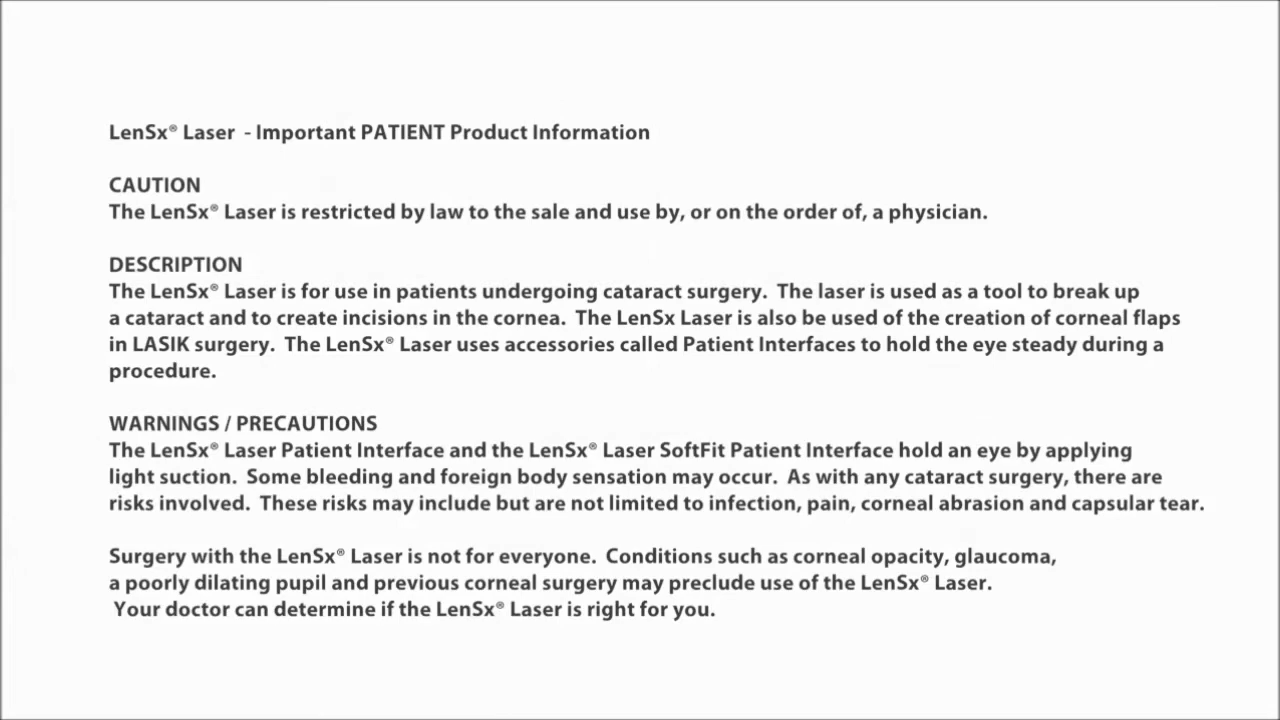 LenSx® Laser - Important PATIENT Product Information
CAUTION
The LenSx® Laser is restricted by law to the sale and use by, or on the order of, a physician.
DESCRIPTION
The LenSx® Laser is for use in patients undergoing cataract surgery. The laser is used as a tool to break up
a cataract and to create incisions in the cornea. The LenSx Laser is also be used of the creation of corneal flaps
in LASIK surgery. The LenSx® Laser uses accessories called Patient Interfaces to hold the eye steady during a
procedure.
WARNINGS / PRECAUTIONS
The LenSx® Laser Patient Interface and the LenSx® Laser SoftFit Patient Interface hold an eye by applying
light suction. Some bleeding and foreign body sensation may occur. As with any cataract surgery, there are
risks involved. These risks may include but are not limited to infection, pain, corneal abrasion and capsular tear.
Surgery with the LenSx® Laser is not for everyone. Conditions such as corneal opacity, glaucoma,
a poorly dilating pupil and previous corneal surgery may preclude use of the LenSx® Laser.
Your doctor can determine if the LenSx® Laser is right for you.